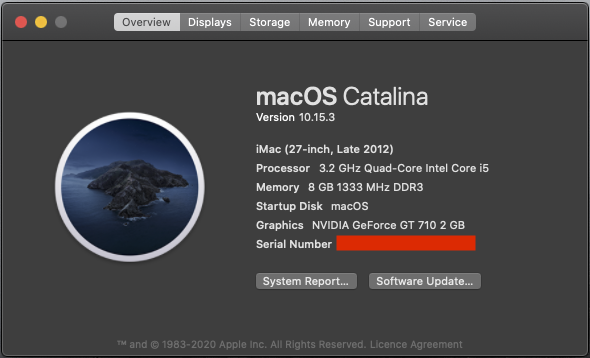 Overview Displays Storage Memory Support Service
macOS Catalina
Version 10.15.3
iMac (27-inch, Late 2012)
Processor 3.2 GHz Quad-Core Intel Core i5
Memory 8 GB 1333 MHz DDR3
Startup Disk macOS
Graphics NVIDIA GeForce GT 710 2 GB
Serial Number
System Report... Software Update...
™ and © 1983-2020 Apple Inc. All Rights Reserved. Licence Agreement